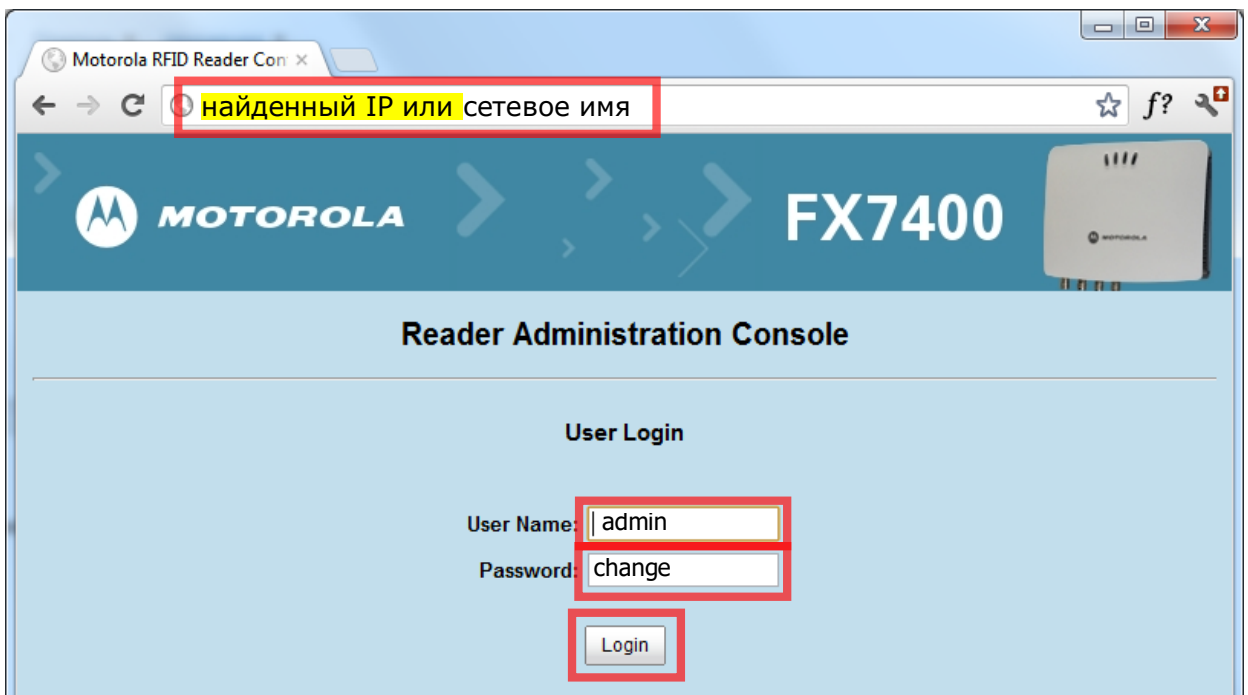 Motorola RFID Reader Con
найденный IP или сетевое имя
f?
MOTOROLA
FX7400
MOTOROLA
Reader Administration Console
User Login
User Name: admin
Password: change
Login